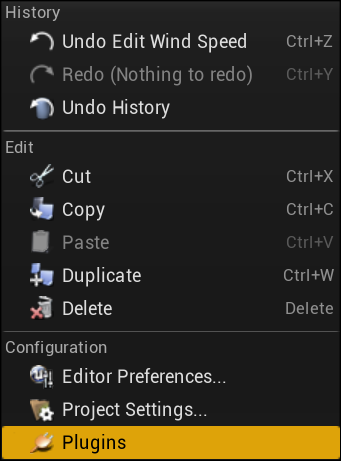 History
Undo Edit Wind Speed Ctrl+Z
Redo (Nothing to redo) Ctrl+Y
Undo History
Edit
Cut Ctrl+X
Copy Ctrl+C
Paste Ctrl+V
Duplicate Ctrl+W
Delete Delete
Configuration
Editor Preferences...
Project Settings...
Plugins